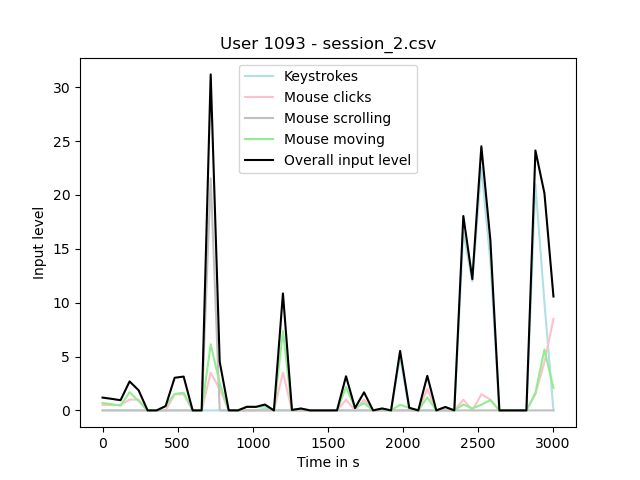 User 1093 - session_2.csv
Keystrokes
Mouse clicks
Mouse scrolling
Mouse moving
Overall input level
Input level
30
25
20
15
10
5
0
0 500 1000 1500 2000 2500 3000
Time in s